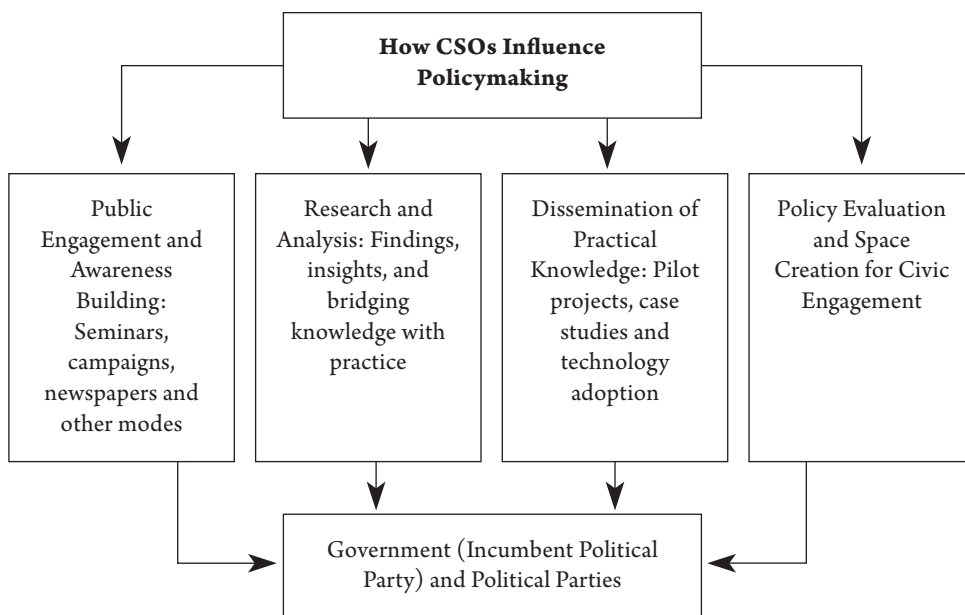 How CSOs Influence
Policymaking
Public
Engagement and
Awareness
Building:
Seminars,
campaigns,
newspapers and
other modes
Research and
Analysis: Findings,
insights, and
bridging
knowledge with
practice
Dissemination of
Practical
Knowledge: Pilot
projects, case
studies and
technology
adoption
Policy Evaluation
and Space
Creation for Civic
Engagement
Government (Incumbent Political
Party) and Political Parties